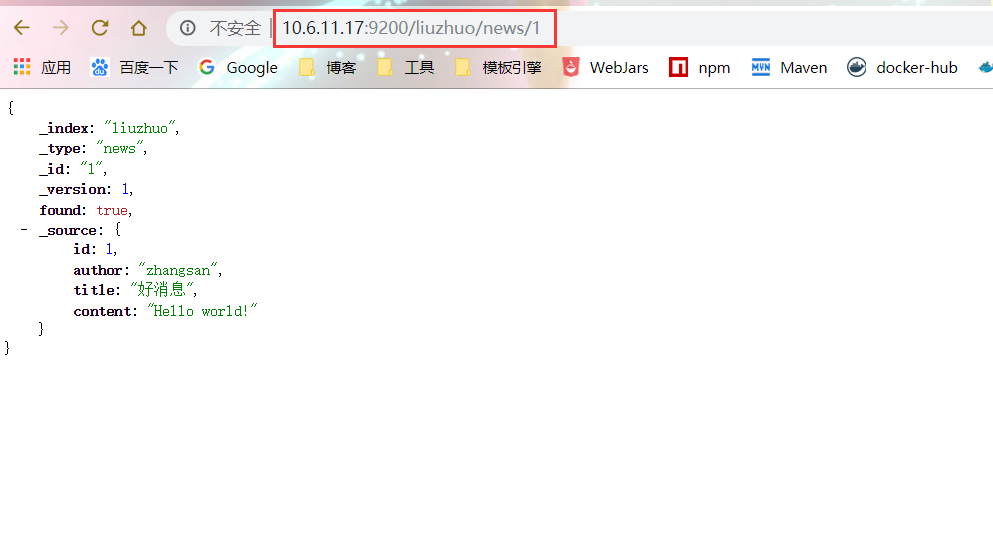 不安全 10.6.11.17:9200/liuzhuo/news/1
应用 百度一下 Google 博客 工具 模板引擎 WebJars npm Maven docker-hub
{
_index: "liuzhuo",
_type: "news",
_id: "1",
_version: 1,
found: true,
- _source: {
id: 1,
author: "zhangsan",
title: "好消息",
content: "Hello world!"
}
}